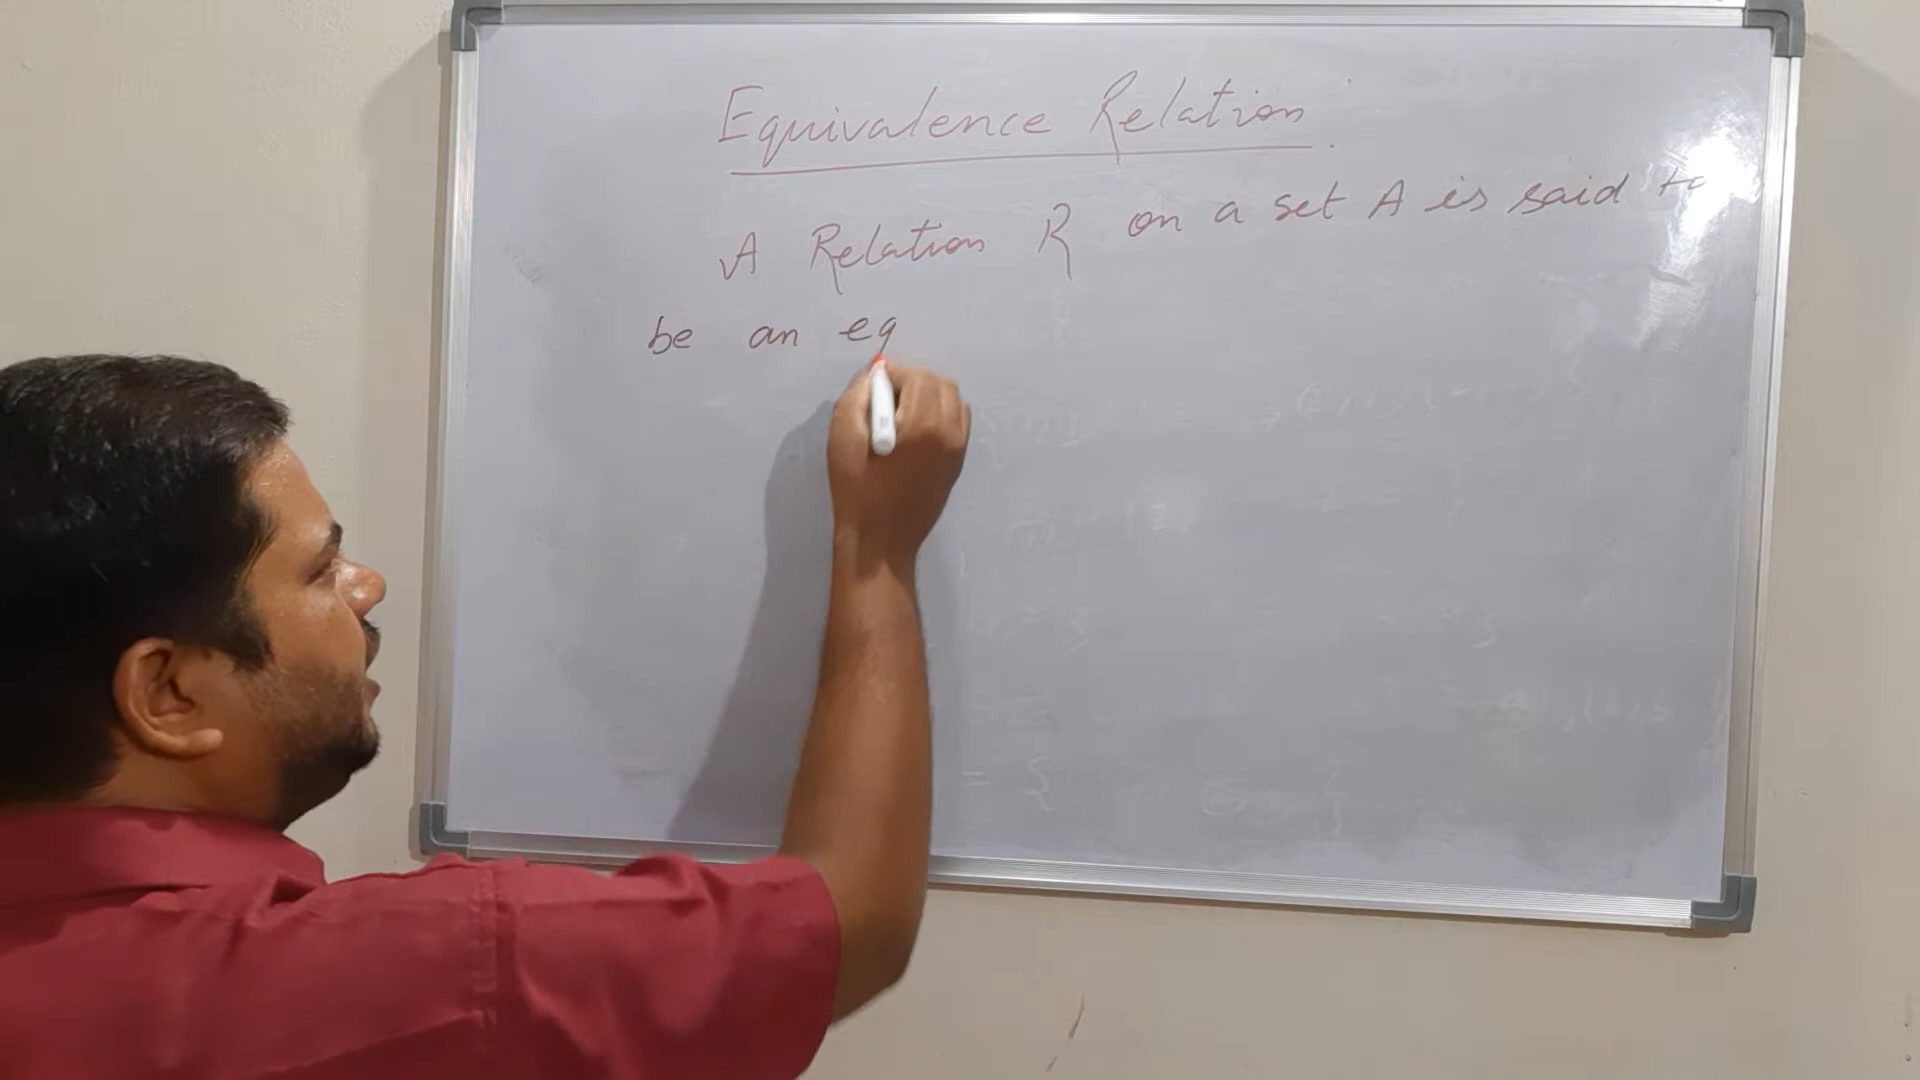 Equivalence Relation
A Relation R on a set A is said to
be an eq